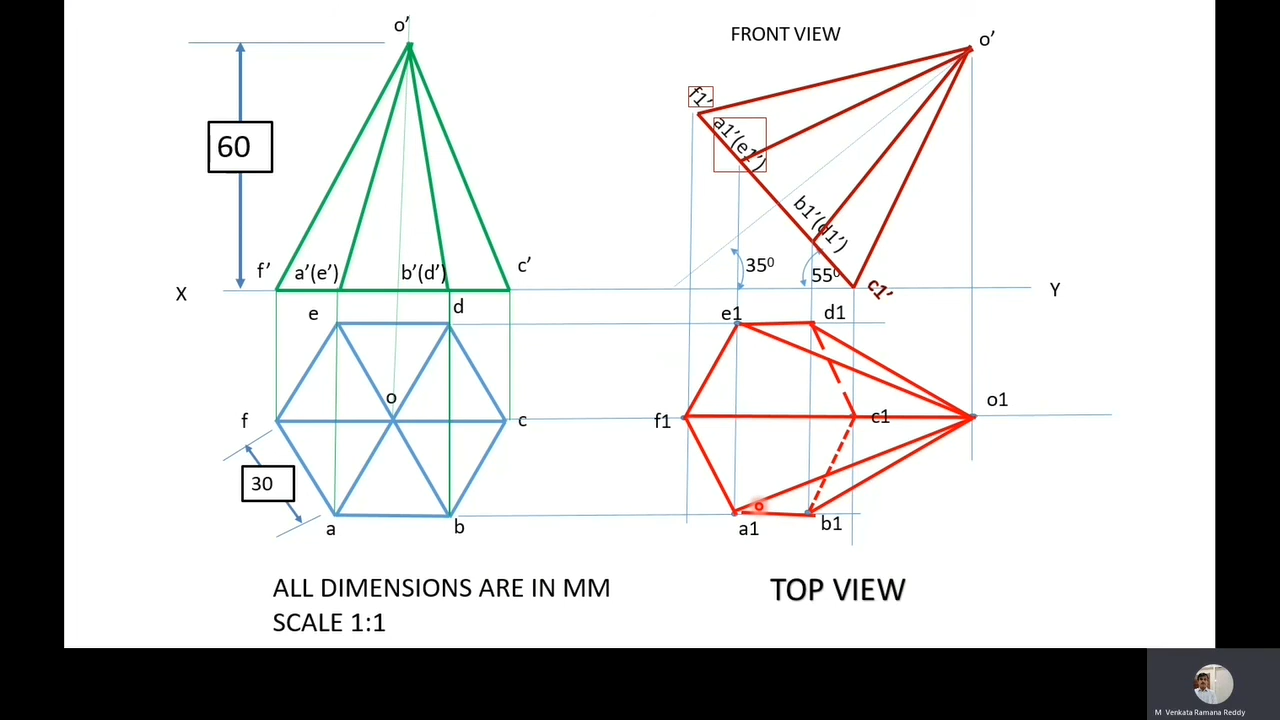 o’
FRONT VIEW
o’
f1’
a1’(e1’)
60
b1’(d1’)
f’
a’(e’)
b’(d’)
c’
35⁰
55⁰
c1’
X
Y
e
d
e1
d1
o
o1
f
c
f1
c1
30
a
b
a1
b1
ALL DIMENSIONS ARE IN MM
TOP VIEW
SCALE 1:1
M Venkata Ramana Reddy